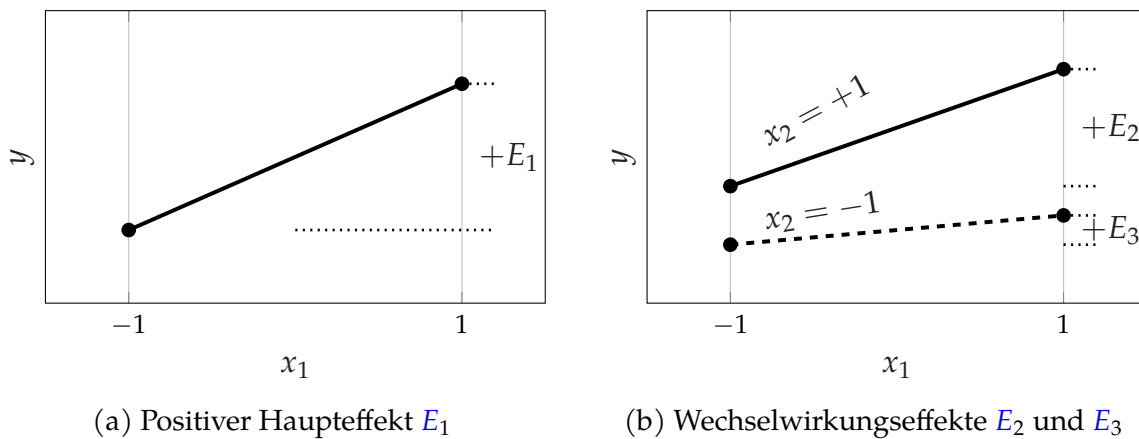 y
+E₁
−1
1
x₁
(a) Positiver Haupteffekt E₁
y
x₂ = +1
x₂ = −1
+E₂
+E₃
−1
1
x₁
(b) Wechselwirkungseffekte E₂ und E₃